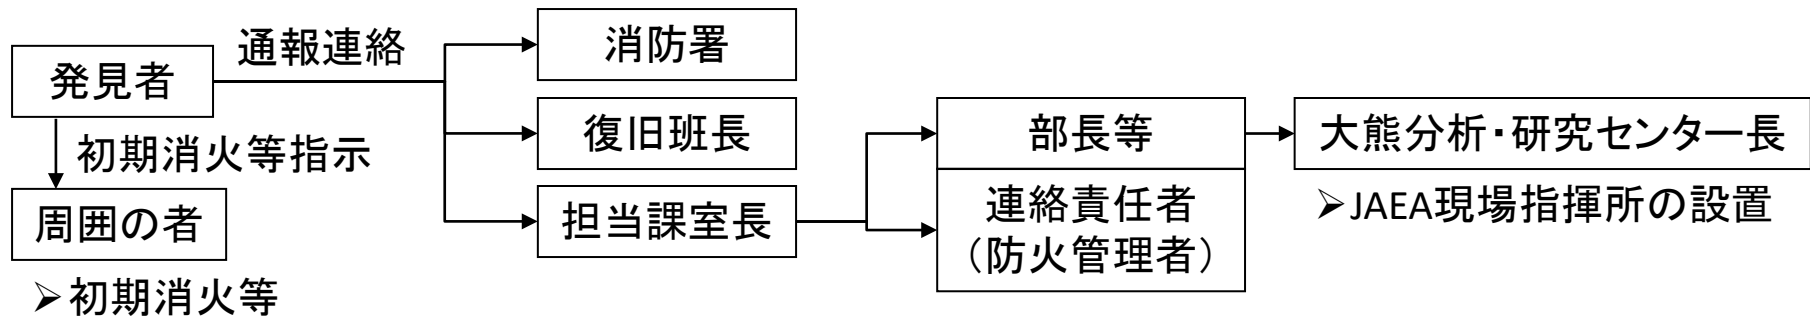 発見者
通報連絡
初期消火等指示
周囲の者
➢初期消火等
消防署
復旧班長
担当課室長
部長等
連絡責任者
（防火管理者）
大熊分析・研究センター長
➢JAEA現場指揮所の設置